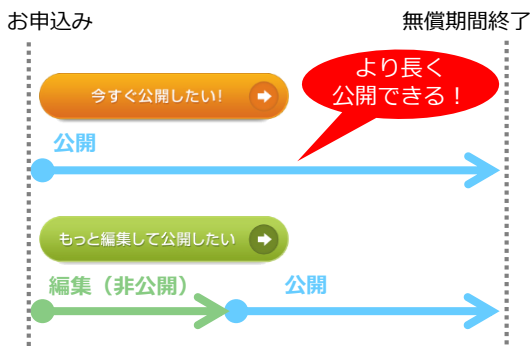 お申込み
無償期間終了
より長く
公開できる！
今すぐ公開したい!
公開
もっと編集して公開したい
編集（非公開）
公開